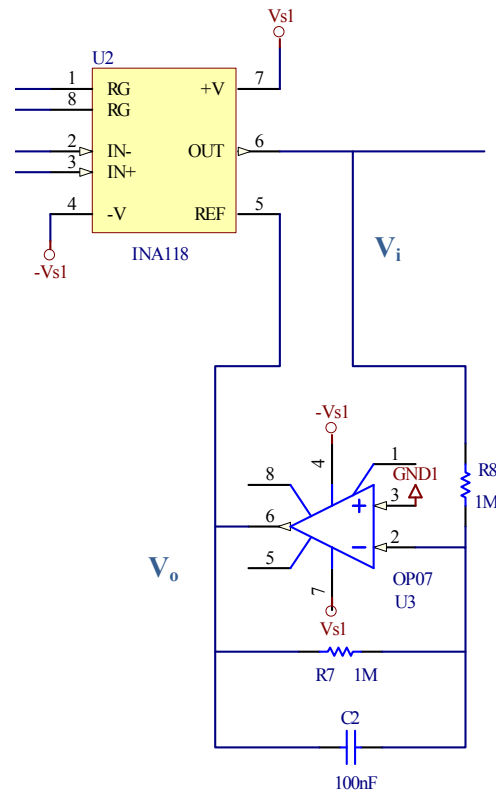 Vs1
U2
1 RG +V 7
8 RG
2 IN- OUT 6
3 IN+
4 -V REF 5
-Vs1
INA118
Vi
-Vs1
4
1
GND1
8
3
R8
1M
6
2
5
Vo
7
OP07
U3
Vs1
R7 1M
C2
100nF